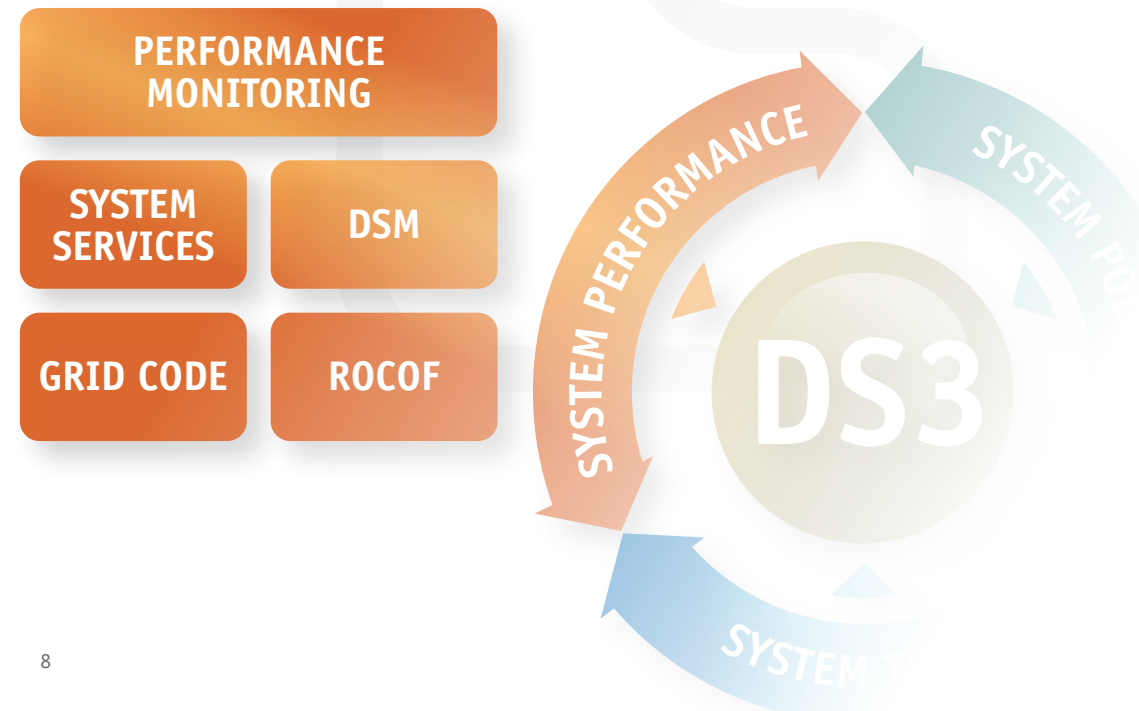 PERFORMANCE
MONITORING
SYSTEM
SERVICES
DSM
GRID CODE
ROCOF
SYSTEM PERFORMANCE
SYSTEM
DS3
SYSTEM
8